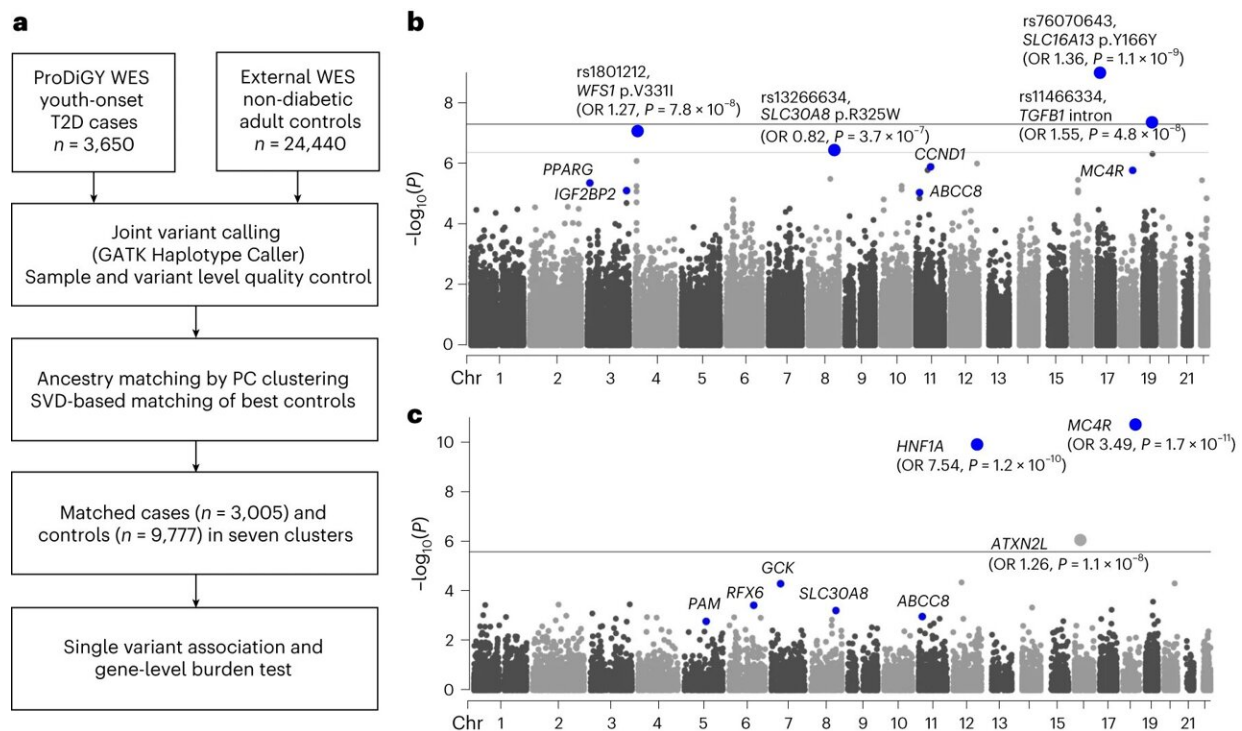 a
ProDiGY WES
youth-onset
T2D cases
n = 3,650
External WES
non-diabetic
adult controls
n = 24,440
Joint variant calling
(GATK Haplotype Caller)
Sample and variant level quality control
Ancestry matching by PC clustering
SVD-based matching of best controls
Matched cases (n = 3,005) and
controls (n = 9,777) in seven clusters
Single variant association and
gene-level burden test
b
−log10(P)
8
6
4
2
0
rs1801212,
WFS1 p.V331I
(OR 1.27, P = 7.8 × 10−8)
rs13266634,
SLC30A8 p.R325W
(OR 0.82, P = 3.7 × 10−7)
rs76070643,
SLC16A13 p.Y166Y
(OR 1.36, P = 1.1 × 10−9)
rs11466334,
TGFB1 intron
(OR 1.55, P = 4.8 × 10−8)
PPARG
IGF2BP2
CCND1
ABCC8
MC4R
Chr 1 2 3 4 5 6 7 8 9 10 11 12 13 15 17 19 21
c
−log10(P)
10
8
6
4
2
0
HNF1A
(OR 7.54, P = 1.2 × 10−10)
MC4R
(OR 3.49, P = 1.7 × 10−11)
ATXN2L
(OR 1.26, P = 1.1 × 10−8)
PAM
RFX6
GCK
SLC30A8
ABCC8
Chr 1 2 3 4 5 6 7 8 9 10 11 12 13 15 17 19 21